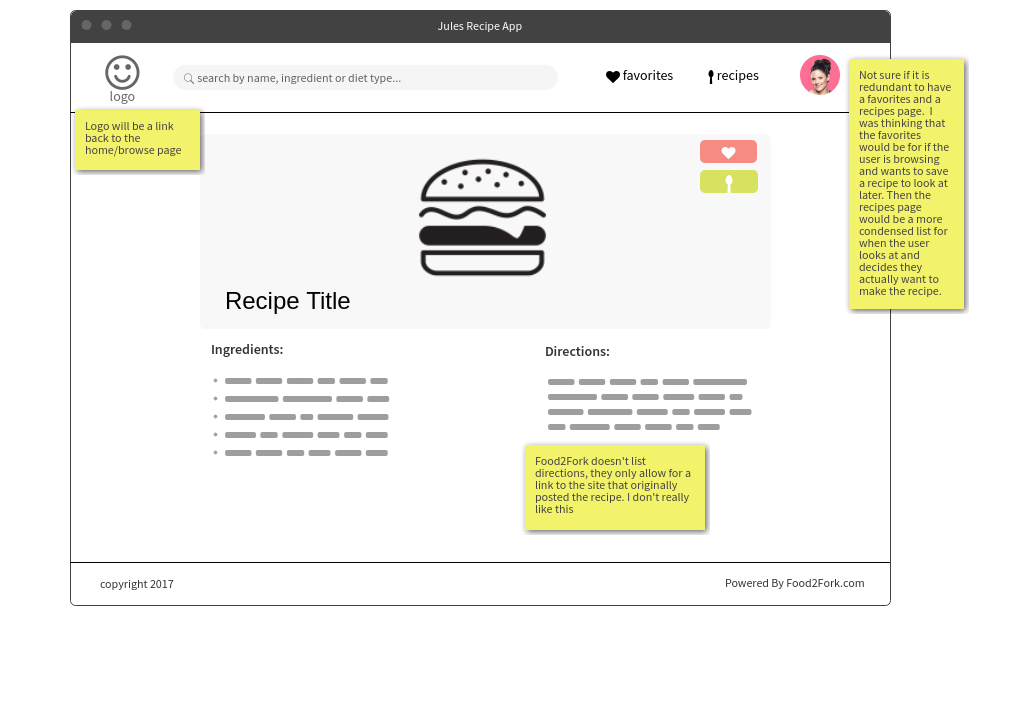 Jules Recipe App
logo
search by name, ingredient or diet type...
favorites
recipes
Logo will be a link
back to the
home/browse page
Not sure if it is
redundant to have
a favorites and a
recipes page.  I
was thinking that
the favorites
would be for if the
user is browsing
and wants to save
a recipe to look at
later. Then the
recipes page
would be a more
condensed list for
when the user
looks at and
decides they
actually want to
make the recipe.
Recipe Title
Ingredients:
Directions:
Food2Fork doesn't list
directions, they only allow for a
link to the site that originally
posted the recipe. I don't really
like this
copyright 2017
Powered By Food2Fork.com